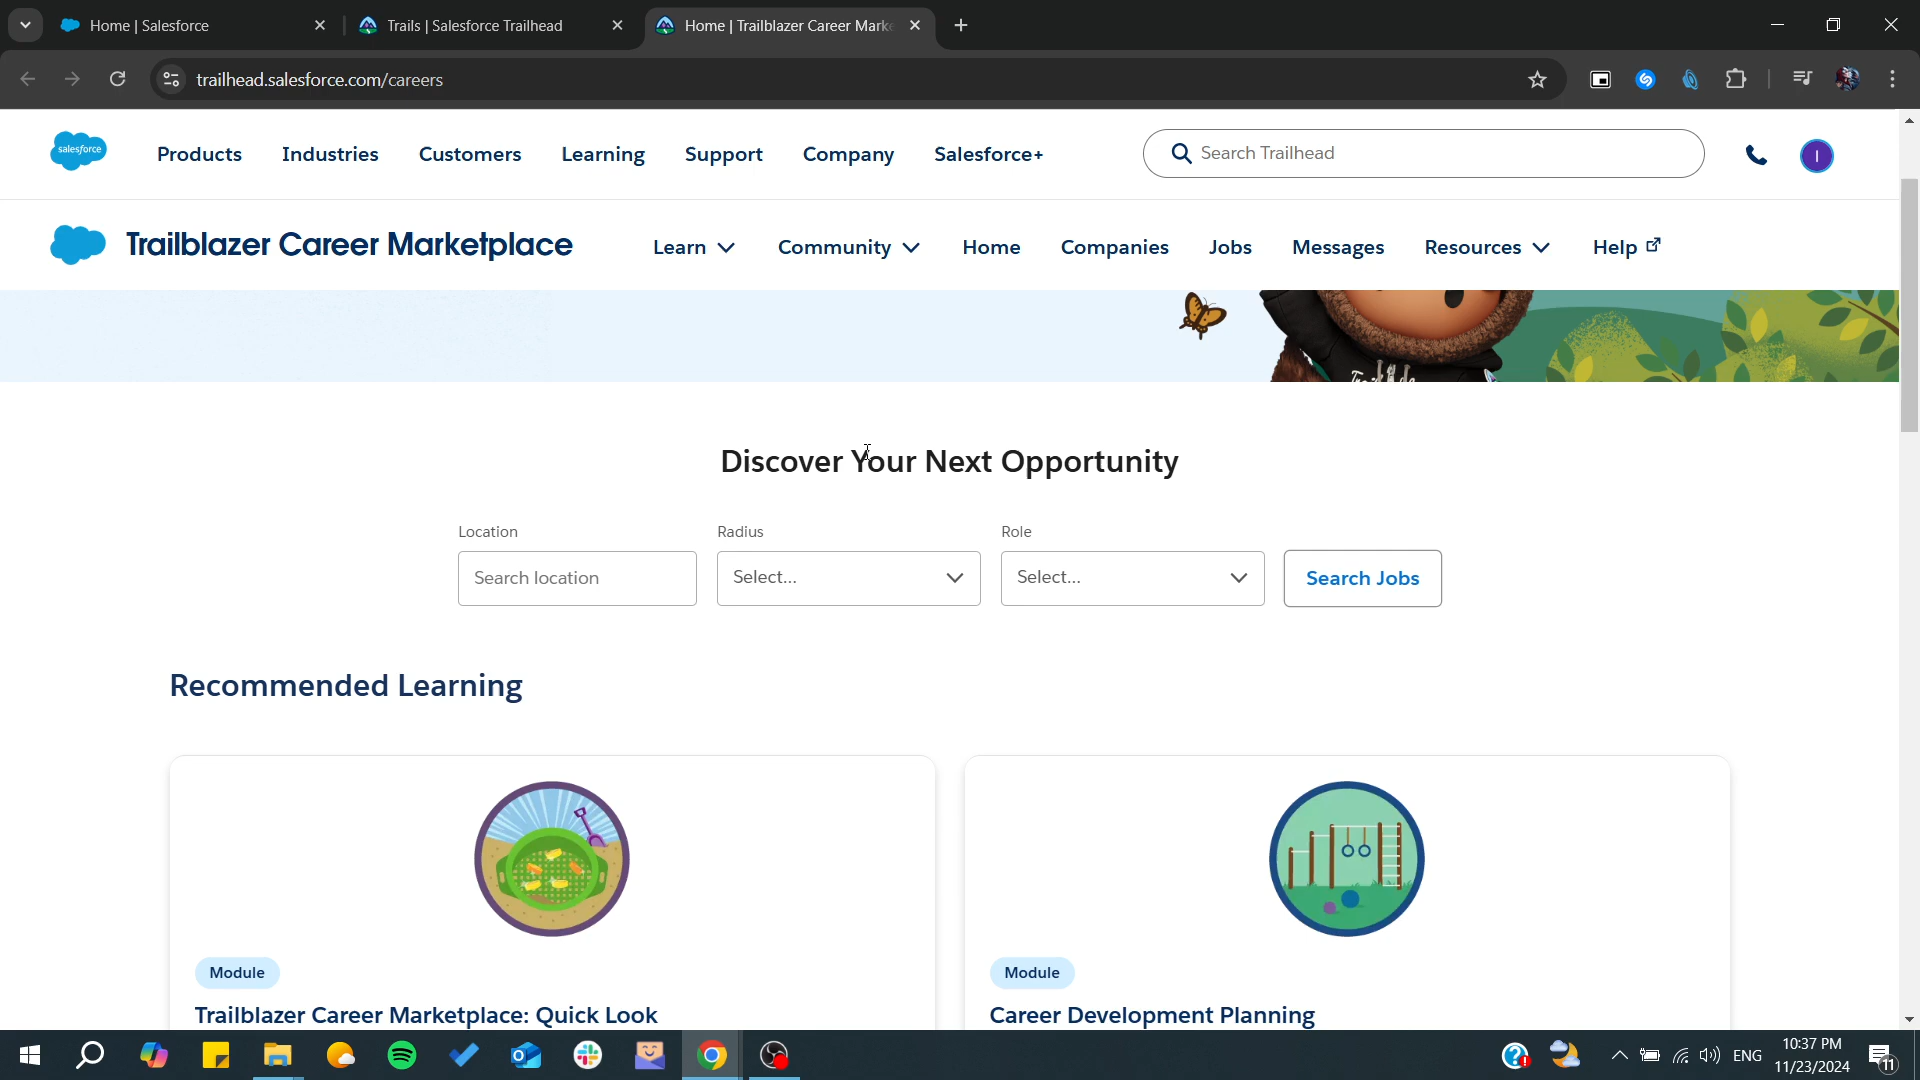 Home | Salesforce
Trails | Salesforce Trailhead
Home | Trailblazer Career Marke
trailhead.salesforce.com/careers
salesforce
Products
Industries
Customers
Learning
Support
Company
Salesforce+
Search Trailhead
I
Trailblazer Career Marketplace
Learn
Community
Home
Companies
Jobs
Messages
Resources
Help
Discover Your Next Opportunity
Location
Radius
Role
Search location
Select...
Select...
Search Jobs
Recommended Learning
Module
Trailblazer Career Marketplace: Quick Look
Module
Career Development Planning
ENG
10:37 PM
11/23/2024
11